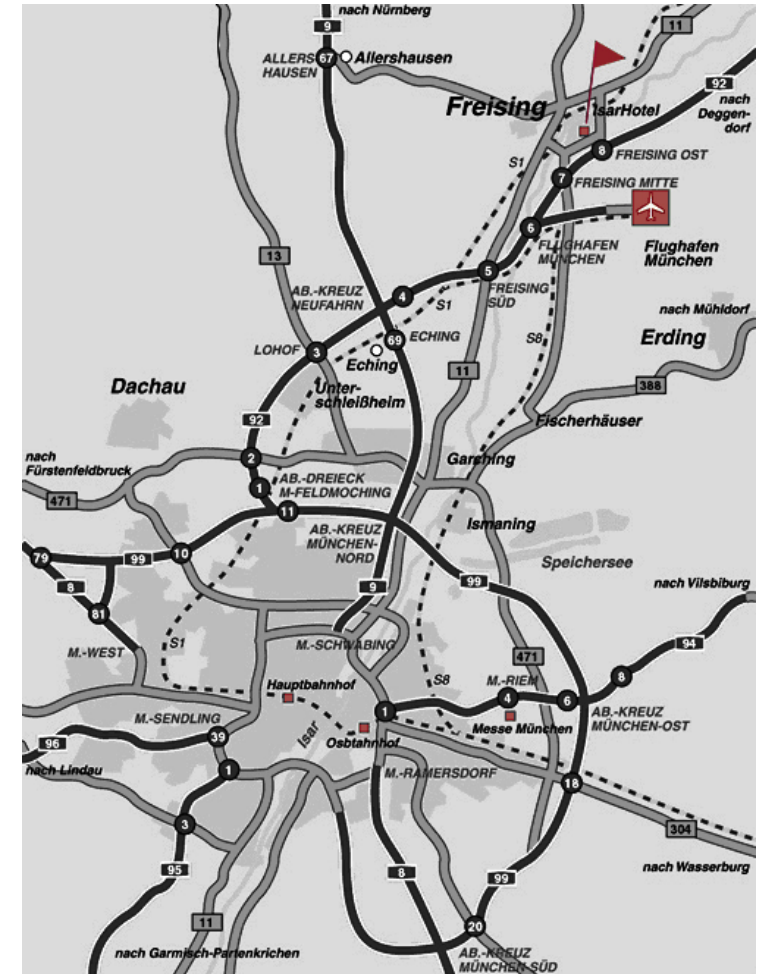 nach Nürnberg
9
11
ALLERS
HAUSEN
67
Allershausen
92
nach
Deggen-
dorf
Freising
IsarHotel
8
FREISING OST
S1
7
FREISING MITTE
6
FLUGHAFEN
MÜNCHEN
Flughafen
München
13
5
FREISING
SÜD
AB.-KREUZ
NEUFAHRN
4
S1
nach Mühldorf
S8
Erding
69
ECHING
LOHOF
3
Eching
11
388
Dachau
Unter-
schleißheim
92
Fischerhäuser
nach
Fürstenfeldbruck
2
Garsching
471
1
AB.-DREIECK
M-FELDMOCHING
11
AB.-KREUZ
MÜNCHEN-
NORD
Ismaning
79
99
10
Speichersee
8
9
99
nach Vilsbiburg
81
S1
M.-WEST
M.-SCHWABING
94
471
S8
M.-RIEM
8
Hauptbahnhof
4
6
M.-SENDLING
1
AB.-KREUZ
MÜNCHEN-OST
Messe München
96
39
Isar
Osbtahnhof
nach Lindau
1
M.-RAMERSDORF
18
3
304
95
8
99
nach Wasserburg
11
20
nach Garmisch-Partenkrichen
AB.-KREUZ
MÜNCHEN-SÜD